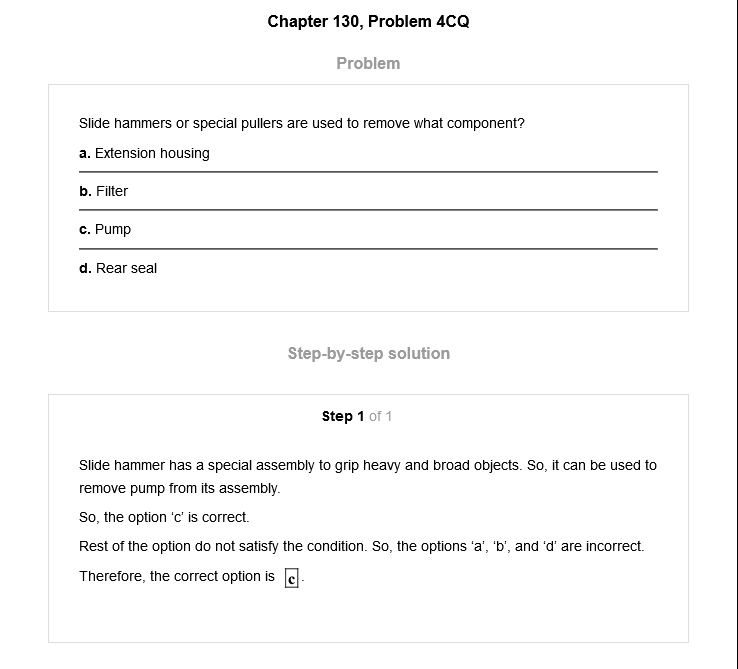 Chapter 130, Problem 4CQ
Problem
Slide hammers or special pullers are used to remove what component?
a. Extension housing
b. Filter
c. Pump
d. Rear seal
Step-by-step solution
Step 1 of 1
Slide hammer has a special assembly to grip heavy and broad objects. So, it can be used to
remove pump from its assembly.
So, the option ‘c’ is correct.
Rest of the option do not satisfy the condition. So, the options ‘a’, ‘b’, and ‘d’ are incorrect.
Therefore, the correct option is c.